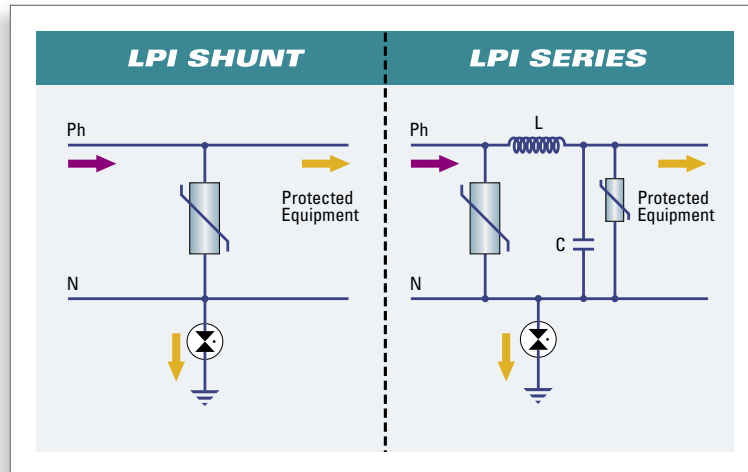 LPI SHUNT
Ph
Protected
Equipment
N
LPI SERIES
Ph
L
Protected
Equipment
C
N